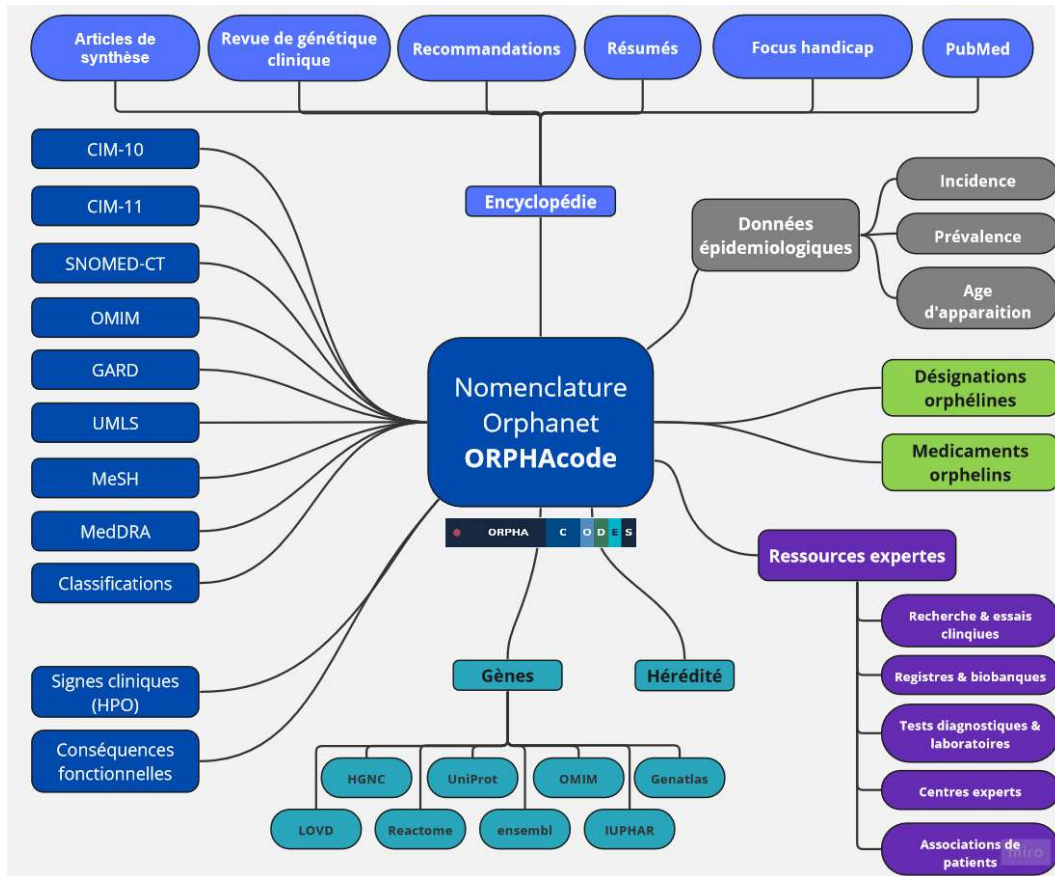 Articles de
synthèse
Revue de génétique
clinique
Recommandations
Résumés
Focus handicap
PubMed
Encyclopédie
CIM-10
CIM-11
SNOMED-CT
OMIM
GARD
UMLS
MeSH
MedDRA
Classifications
Signes cliniques
(HPO)
Conséquences
fonctionnelles
Nomenclature
Orphanet
ORPHAcode
ORPHA CODES
Données
épidemiologiques
Incidence
Prévalence
Age
d'apparaition
Désignations
orphélines
Medicaments
orphelins
Ressources expertes
Recherche & essais
clinqiues
Registres & biobanques
Tests diagnostiques &
laboratoires
Centres experts
Associations de
patients
miro
Gènes
Hérédité
HGNC
UniProt
OMIM
Genatlas
LOVD
Reactome
ensembl
IUPHAR